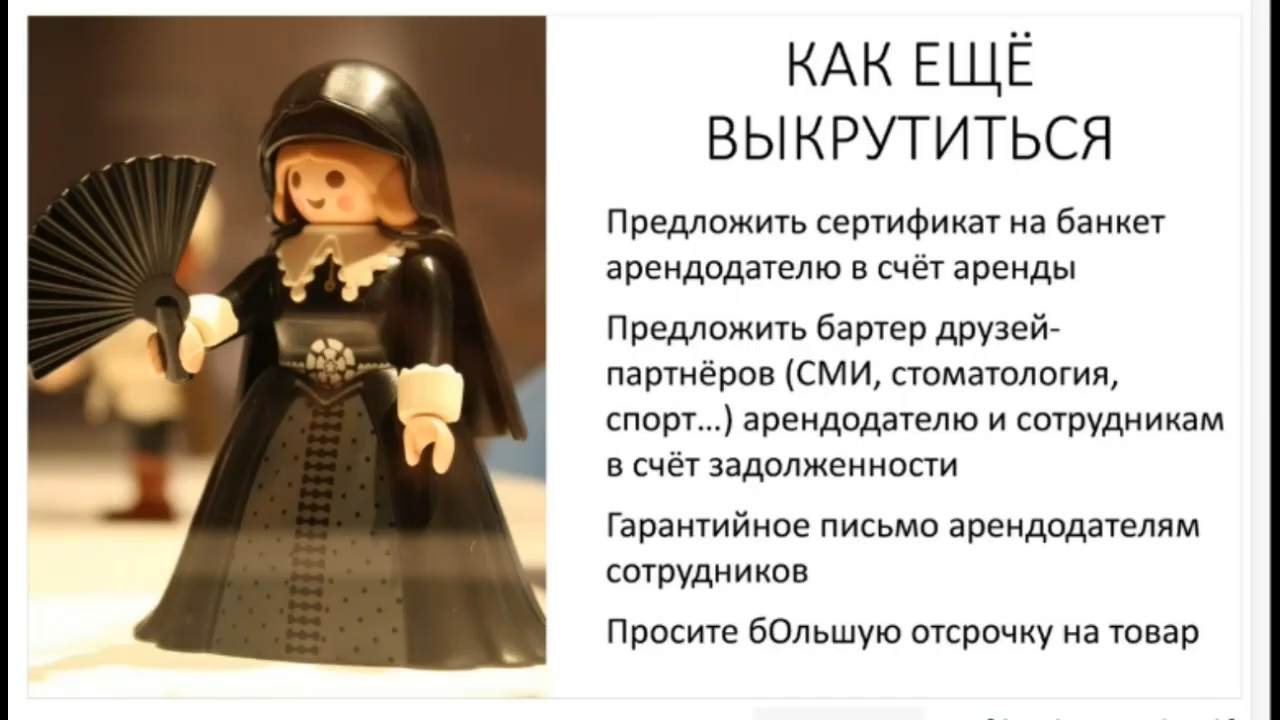 КАК ЕЩЁ
ВЫКРУТИТЬСЯ
Предложить сертификат на банкет
арендодателю в счёт аренды
Предложить бартер друзей-
партнёров (СМИ, стоматология,
спорт...) арендодателю и сотрудникам
в счёт задолженности
Гарантийное письмо арендодателям
сотрудников
Просите бОльшую отсрочку на товар